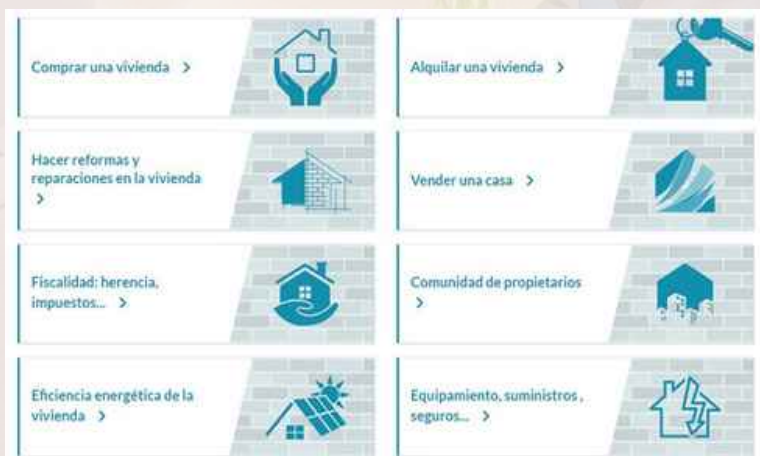 Comprar una vivienda >
Alquilar una vivienda >
Hacer reformas y
reparaciones en la vivienda
>
Vender una casa >
Fiscalidad: herencia,
impuestos... >
Comunidad de propietarios
>
Eficiencia energética de la
vivienda >
Equipamiento, suministros ,
seguros... >